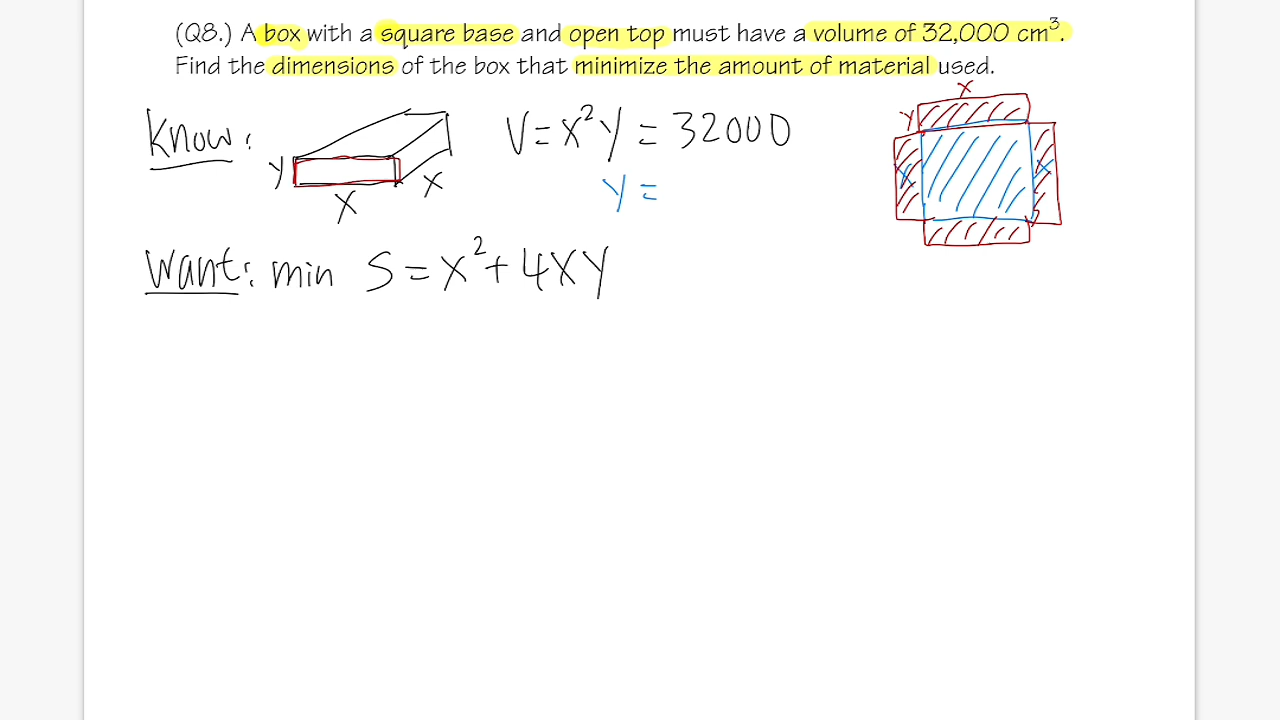 (Q8.) A box with a square base and open top must have a volume of 32,000 cm³.
Find the dimensions of the box that minimize the amount of material used.
Know:
y
x
x
V = x²y = 32000
y =
x
y
x
x
Want: min S = x² + 4xy